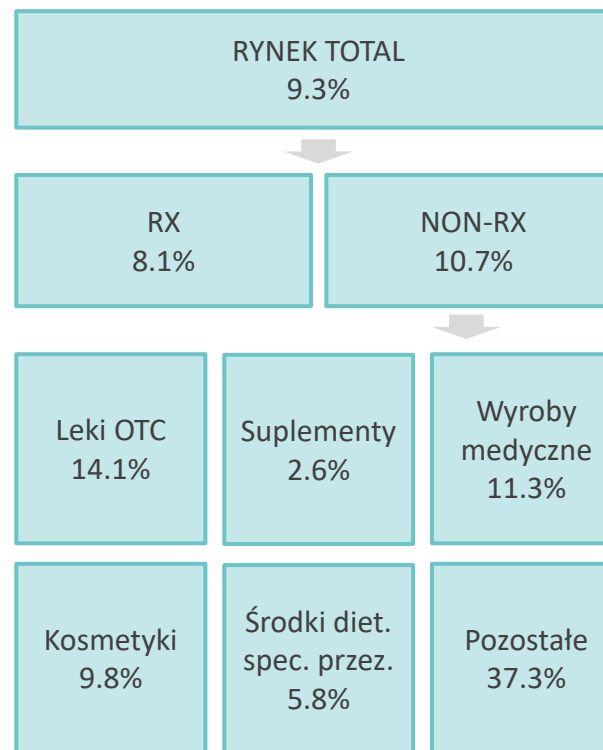 RYNEK TOTAL
9.3%
RX
8.1%
NON-RX
10.7%
Leki OTC
14.1%
Suplementy
2.6%
Wyroby
medyczne
11.3%
Kosmetyki
9.8%
Środki diet.
spec. przez.
5.8%
Pozostałe
37.3%